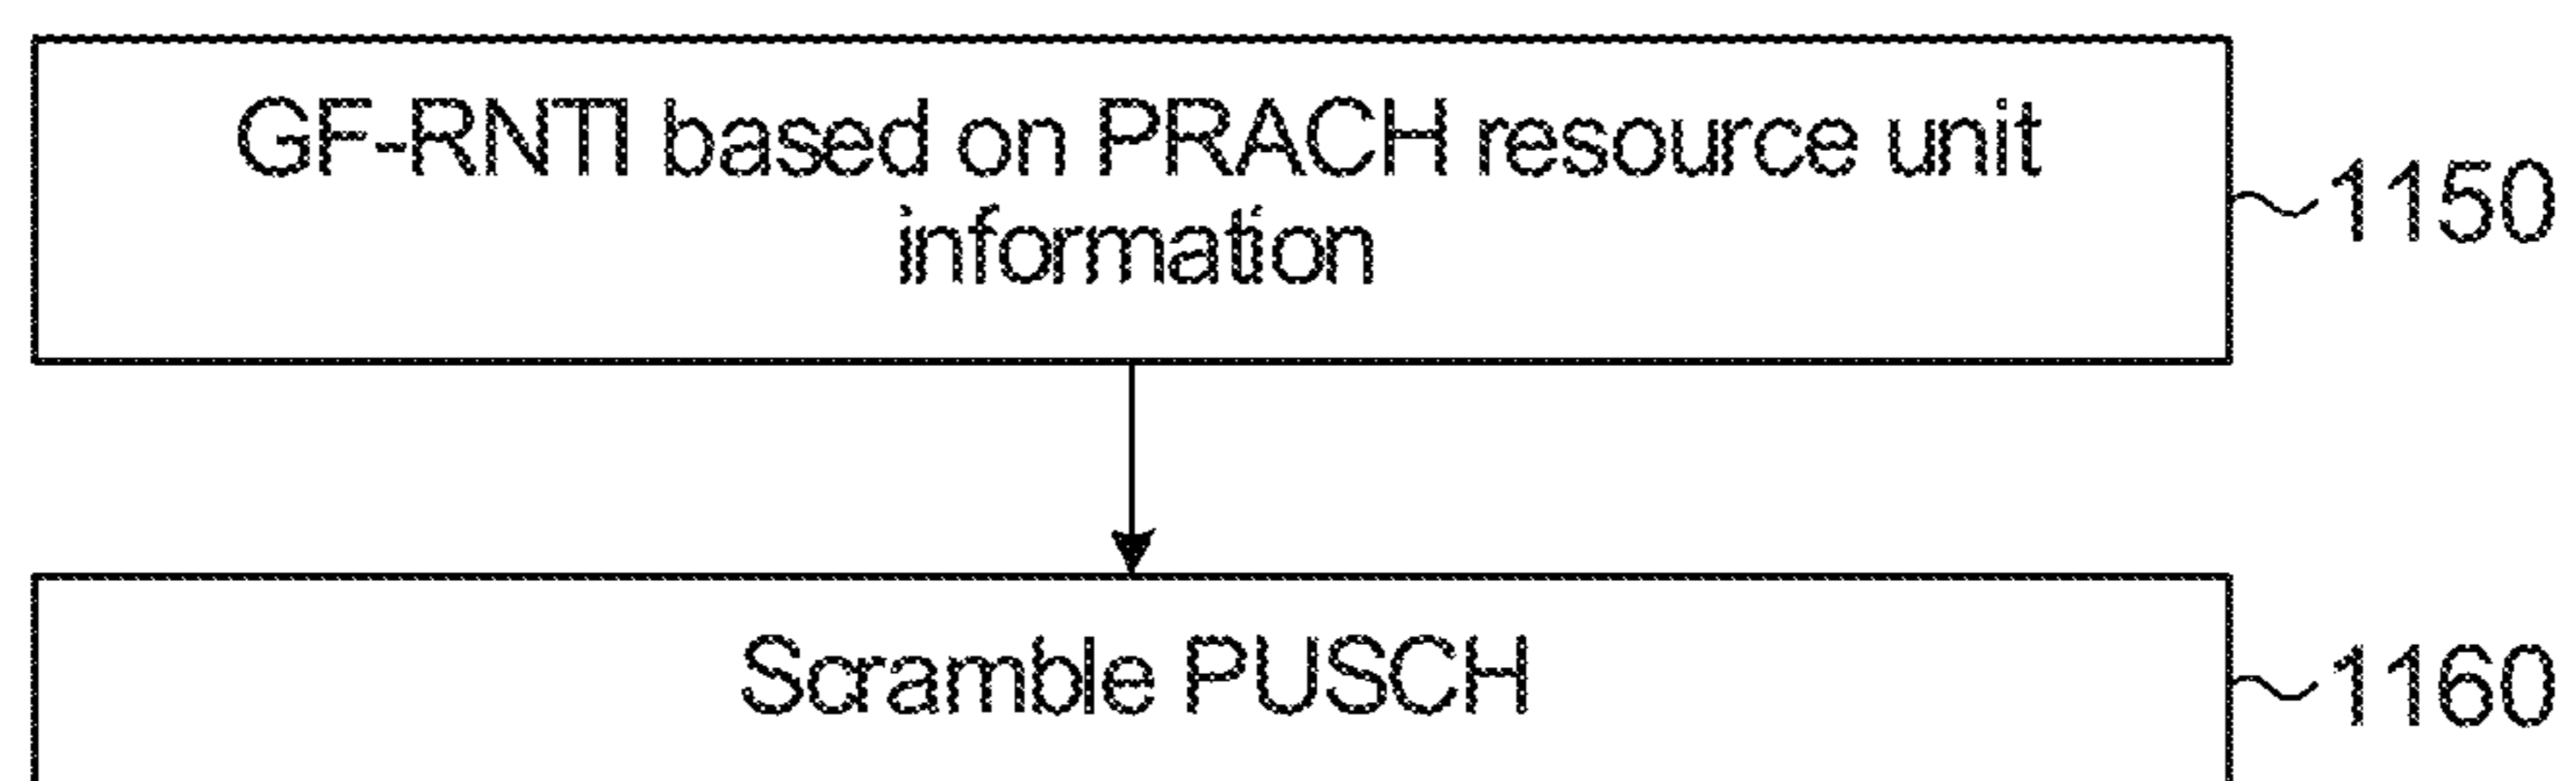 GF-RNTI based on PRACH resource unit
information
1150
Scramble PUSCH
1160